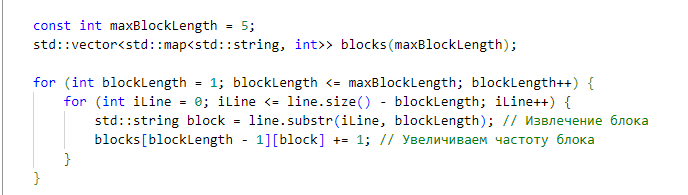 const int maxBlockLength = 5;
std::vector<std::map<std::string, int>> blocks(maxBlockLength);
for (int blockLength = 1; blockLength <= maxBlockLength; blockLength++) {
for (int iLine = 0; iLine <= line.size() - blockLength; iLine++) {
std::string block = line.substr(iLine, blockLength); // Извлечение блока
blocks[blockLength - 1][block] += 1; // Увеличиваем частоту блока
}
}